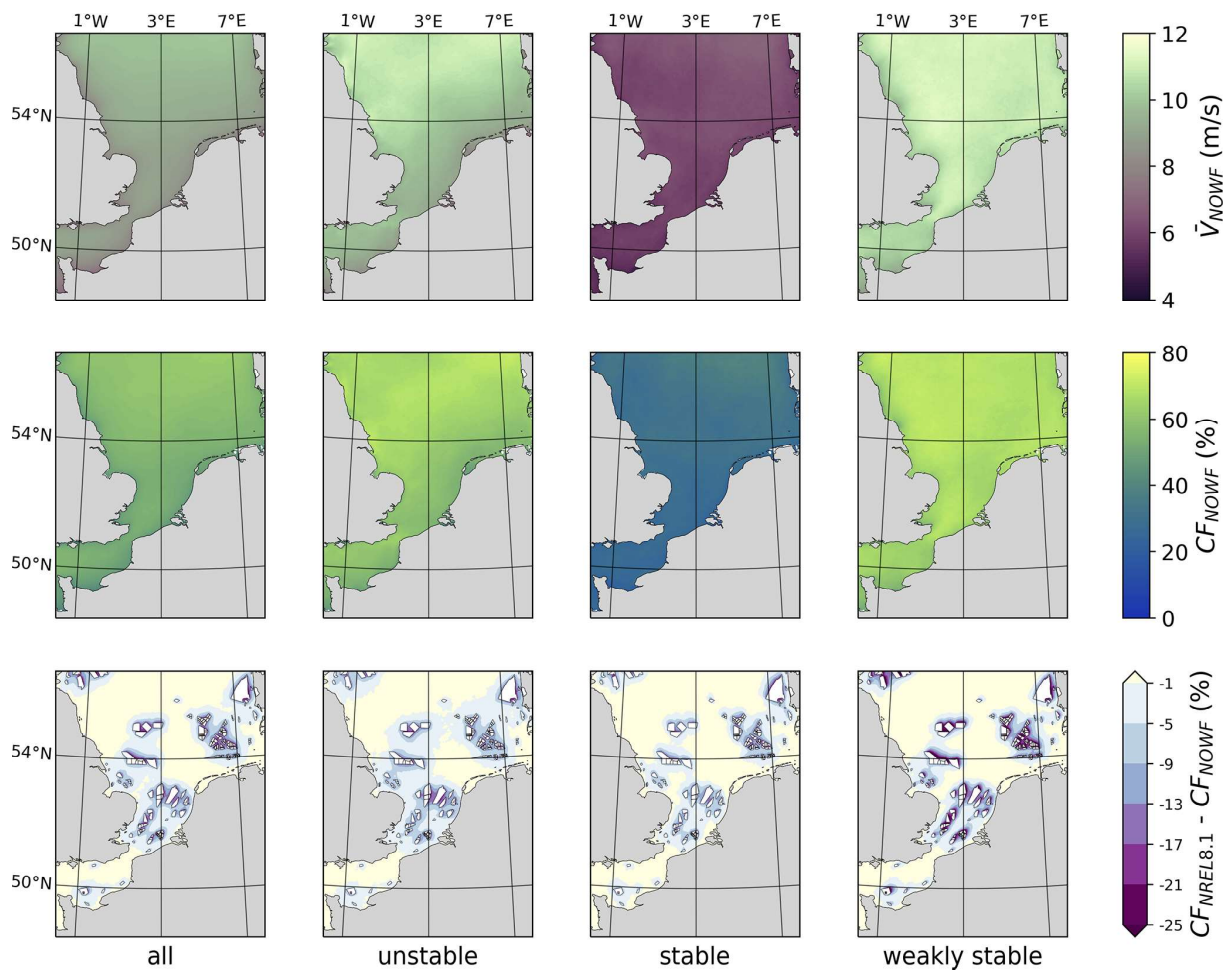 1°W 3°E 7°E 1°W 3°E 7°E 1°W 3°E 7°E 1°W 3°E 7°E
54°N
50°N
12
10
8
6
4
V̄NOWF (m/s)
54°N
50°N
80
60
40
20
0
CFNOWF (%)
54°N
50°N
-1
-5
-9
-13
-17
-21
-25
CFNREL8.1 - CFNOWF (%)
all unstable stable weakly stable